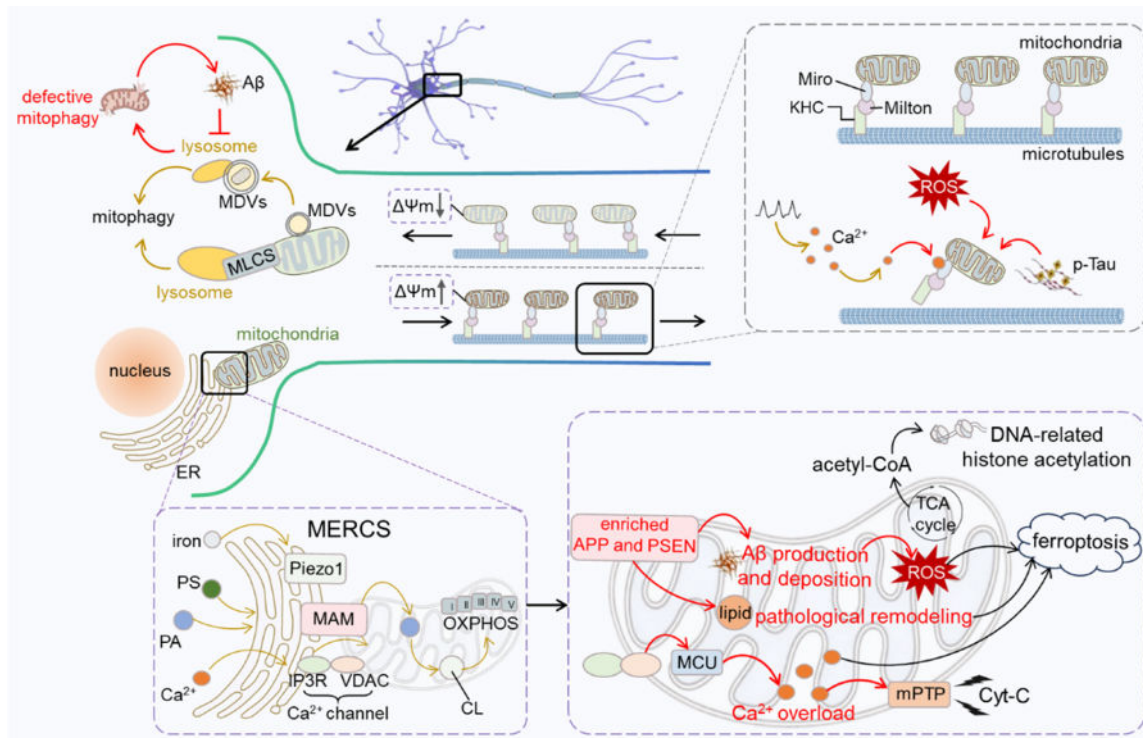 defective
mitophagy
Aβ
lysosome
MDVs
mitophagy
MDVs
MLCS
lysosome
ΔΨm
ΔΨm
mitochondria
nucleus
ER
mitochondria
Miro
KHC
Milton
microtubules
ROS
Ca²⁺
p-Tau
MERCS
iron
Piezo1
PS
MAM
PA
I II III IV V
OXPHOS
Ca²⁺
IP3R
VDAC
Ca²⁺ channel
CL
DNA-related
histone acetylation
acetyl-CoA
TCA
cycle
enriched
APP and PSEN
Aβ production
and deposition
ROS
ferroptosis
lipid
pathological remodeling
MCU
Ca²⁺ overload
mPTP
Cyt-C